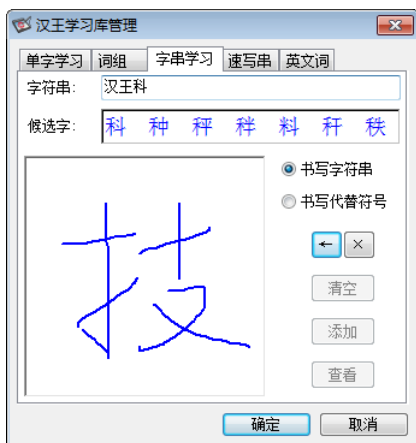 汉王学习库管理
单字学习 词组 字串学习 速写串 英文词
字符串: 汉王科
候选字: 科 种 秤 秚 料 秆 秩
书写字符串
书写代替符号
技
← ×
清空
添加
查看
确定 取消